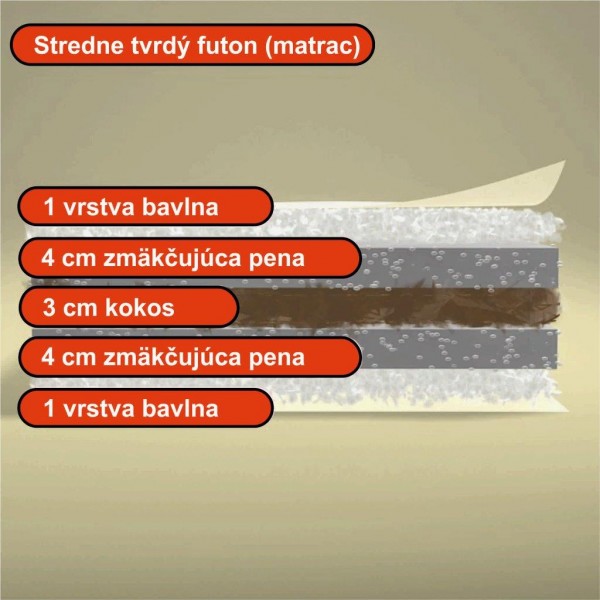 Stredne tvrdý futon (matrac)
1 vrstva bavlna
4 cm zmäkčujúca pena
3 cm kokos
4 cm zmäkčujúca pena
1 vrstva bavlna